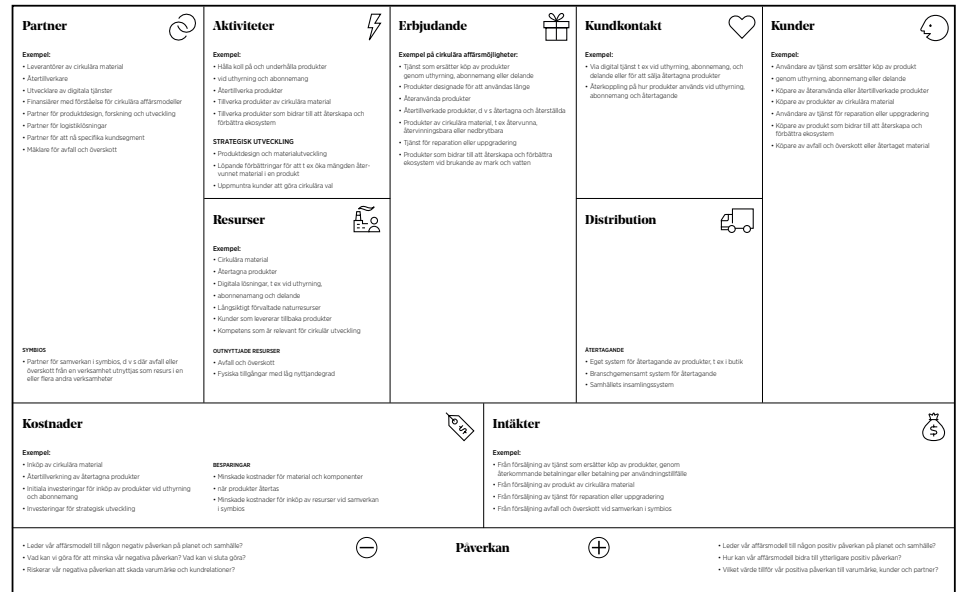 Partner
Exempel:
• Leverantörer av cirkulära material
• Återtillverkare
• Utvecklare av digitala tjänster
• Finansiärer med förståelse för cirkulära affärsmodeller
• Partner för produktdesign, forskning och utveckling
• Partner för logistiklösningar
• Partner för att nå specifika kundsegment
• Mäklare för avfall och överskott
SYMBIOS
• Partner för samverkan i symbios, d v s där avfall eller
överskott från en verksamhet utnyttjas som resurs i en
eller flera andra verksamheter
Aktiviteter
Exempel:
• Hålla koll på och underhålla produkter
• vid uthyrning och abonnemang
• Återtillverka produkter
• Tillverka produkter av cirkulära material
• Tillverka produkter som bidrar till att återskapa och
förbättra ekosystem
STRATEGISK UTVECKLING
• Produktdesign och materialutveckling
• Löpande förbättringar för att t ex öka mängden åter-
vunnet material i en produkt
• Uppmuntra kunder att göra cirkulära val
Resurser
Exempel:
• Cirkulära material
• Återtagna produkter
• Digitala lösningar, t ex vid uthyrning,
• abonnenamang och delande
• Långsiktigt förvaltade naturresurser
• Kunder som levererar tillbaka produkter
• Kompetens som är relevant för cirkulär utveckling
OUTNYTTJADE RESURSER
• Avfall och överskott
• Fysiska tillgångar med låg nyttjandegrad
Erbjudande
Exempel på cirkulära affärsmöjligheter:
• Tjänst som ersätter köp av produkter
genom uthyrning, abonnemang eller delande
• Produkter designade för att användas länge
• Återanvända produkter
• Återtillverkade produkter, d v s återtagna och återställda
• Produkter av cirkulära material, t ex återvunna,
återvinningsbara eller nedbrytbara
• Tjänst för reparation eller uppgradering
• Produkter som bidrar till att återskapa och förbättra
ekosystem vid brukande av mark och vatten
Kundkontakt
Exempel:
• Via digital tjänst t ex vid uthyrning, abonnemang, och
delande eller för att sälja återtagna produkter
• Återkoppling på hur produkter används vid uthyrning,
abonnemang och återtagande
Distribution
ÅTERTAGANDE
• Eget system för återtagande av produkter, t ex i butik
• Branschgemensamt system för återtagande
• Samhällets insamlingssystem
Kunder
Exempel:
• Användare av tjänst som ersätter köp av produkt
• genom uthyrning, abonnemang eller delande
• Köpare av återanvända eller återtillverkade produkter
• Köpare av produkter av cirkulära material
• Användare av tjänst för reparation eller uppgradering
• Köpare av produkt som bidrar till att återskapa och
förbättra ekosystem
• Köpare av avfall och överskott eller återtaget material
Kostnader
Exempel:
• Inköp av cirkulära material
• Återtillverkning av återtagna produkter
• Initiala investeringar för inköp av produkter vid uthyrning
och abonnemang
• Investeringar för strategisk utveckling
BESPARINGAR
• Minskade kostnader för material och komponenter
• när produkter återtas
• Minskade kostnader för inköp av resurser vid samverkan
i symbios
Intäkter
Exempel:
• Från försäljning av tjänst som ersätter köp av produkter, genom
återkommande betalningar eller betalning per användningstillfälle
• Från försäljning av produkt av cirkulära material
• Från försäljning av tjänst för reparation eller uppgradering
• Från försäljning avfall och överskott vid samverkan i symbios
$
Påverkan
• Leder vår affärsmodell till någon negativ påverkan på planet och samhälle?
• Vad kan vi göra för att minska vår negativa påverkan? Vad kan vi sluta göra?
• Riskerar vår negativa påverkan att skada varumärke och kundrelationer?
• Leder vår affärsmodell till någon positiv påverkan på planet och samhälle?
• Hur kan vår affärsmodell bidra till ytterligare positiv påverkan?
• Vilket värde tillför vår positiva påverkan till varumärke, kunder och partner?